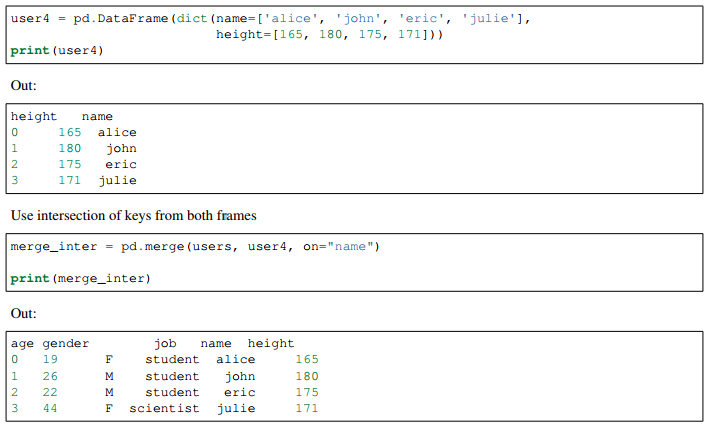 user4 = pd.DataFrame(dict(name=['alice', 'john', 'eric', 'julie'],
                          height=[165, 180, 175, 171]))
print(user4)
Out:
height   name
0     165  alice
1     180   john
2     175   eric
3     171  julie
Use intersection of keys from both frames
merge_inter = pd.merge(users, user4, on="name")
print(merge_inter)
Out:
age gender        job   name  height
0   19      F    student  alice     165
1   26      M    student   john     180
2   22      M    student   eric     175
3   44      F  scientist  julie     171